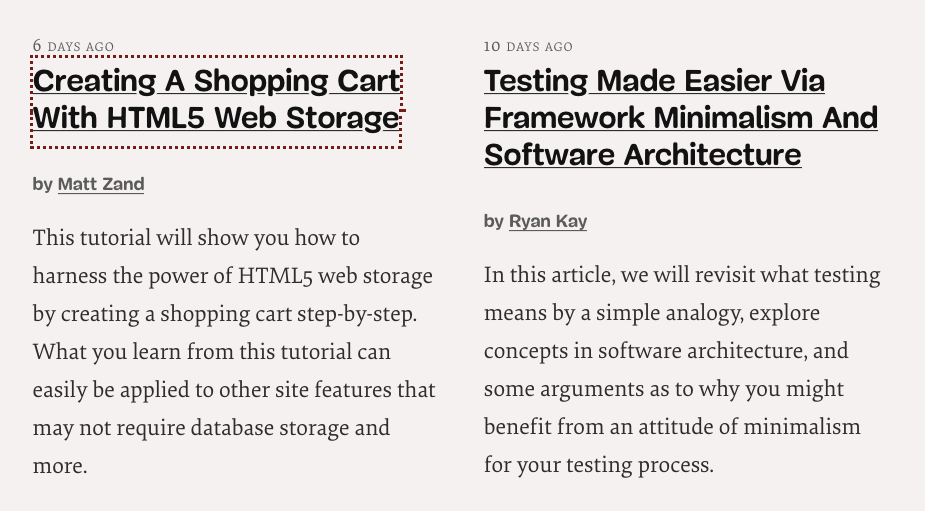 6 DAYS AGO
Creating A Shopping Cart
With HTML5 Web Storage
by Matt Zand
This tutorial will show you how to
harness the power of HTML5 web storage
by creating a shopping cart step-by-step.
What you learn from this tutorial can
easily be applied to other site features that
may not require database storage and
more.
10 DAYS AGO
Testing Made Easier Via
Framework Minimalism And
Software Architecture
by Ryan Kay
In this article, we will revisit what testing
means by a simple analogy, explore
concepts in software architecture, and
some arguments as to why you might
benefit from an attitude of minimalism
for your testing process.